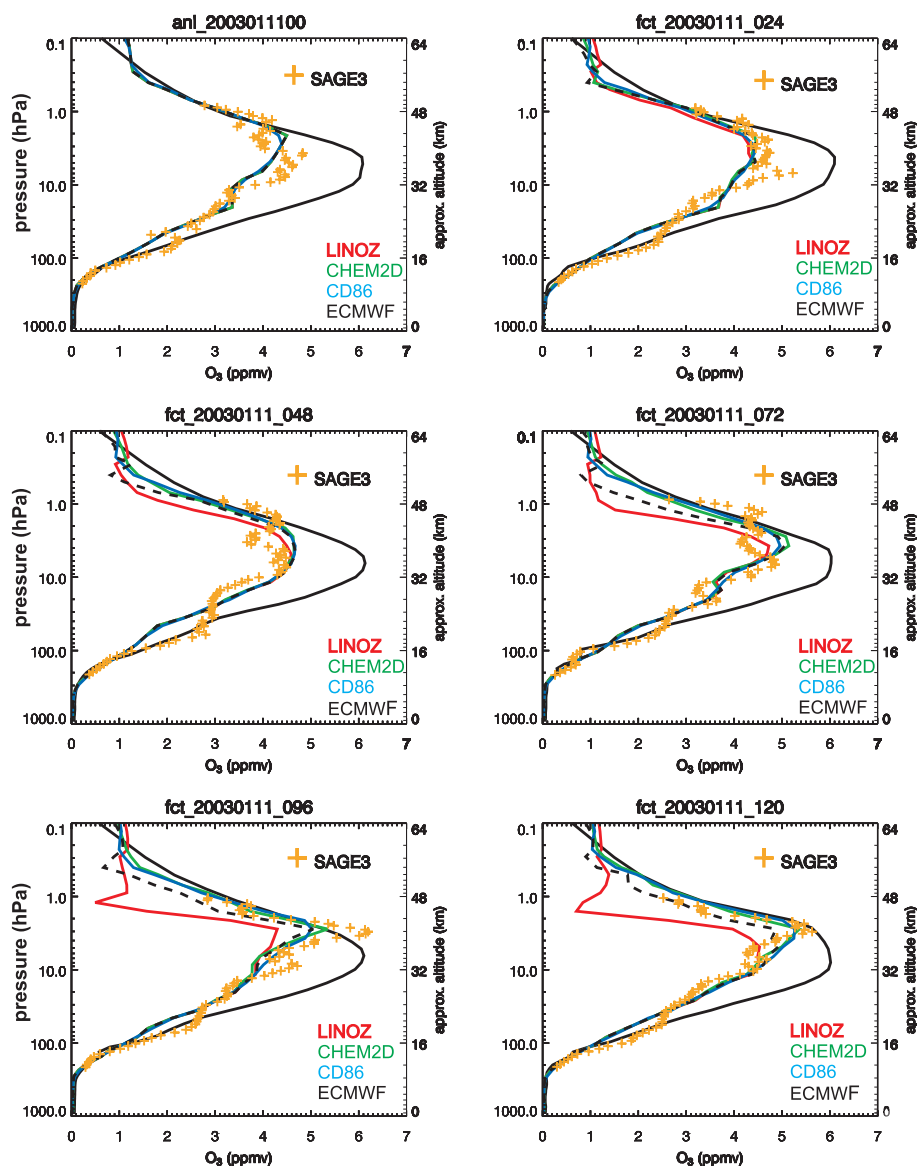 anl_2003011100
fct_20030111_024
0.1
1.0
10.0
100.0
1000.0
pressure (hPa)
64
48
32
16
0
approx. altitude (km)
SAGE3
LINOZ
CHEM2D
CD86
ECMWF
0 1 2 3 4 5 6 7
O3 (ppmv)
0.1
1.0
10.0
100.0
1000.0
64
48
32
16
0
approx. altitude (km)
SAGE3
LINOZ
CHEM2D
CD86
ECMWF
0 1 2 3 4 5 6 7
O3 (ppmv)
fct_20030111_048
fct_20030111_072
0.1
1.0
10.0
100.0
1000.0
pressure (hPa)
64
48
32
16
0
approx. altitude (km)
SAGE3
LINOZ
CHEM2D
CD86
ECMWF
0 1 2 3 4 5 6 7
O3 (ppmv)
0.1
1.0
10.0
100.0
1000.0
64
48
32
16
0
approx. altitude (km)
SAGE3
LINOZ
CHEM2D
CD86
ECMWF
0 1 2 3 4 5 6 7
O3 (ppmv)
fct_20030111_096
fct_20030111_120
0.1
1.0
10.0
100.0
1000.0
pressure (hPa)
64
48
32
16
0
approx. altitude (km)
SAGE3
LINOZ
CHEM2D
CD86
ECMWF
0 1 2 3 4 5 6 7
O3 (ppmv)
0.1
1.0
10.0
100.0
1000.0
64
48
32
16
0
approx. altitude (km)
SAGE3
LINOZ
CHEM2D
CD86
ECMWF
0 1 2 3 4 5 6 7
O3 (ppmv)